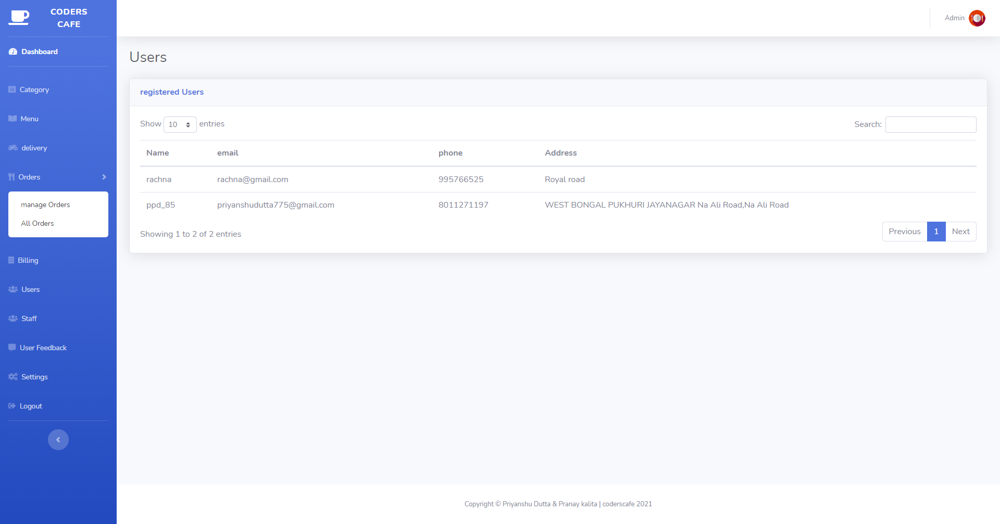 CODERS
CAFE
Dashboard
Category
Menu
delivery
Orders
manage Orders
All Orders
Billing
Users
Staff
User Feedback
Settings
Logout
Admin
Users
registered Users
Show 10 entries
Search:
Name email phone Address
rachna rachna@gmail.com 995766525 Royal road
ppd_85 priyanshudutta775@gmail.com 8011271197 WEST BONGAL PUKHURI JAYANAGAR Na Ali Road,Na Ali Road
Showing 1 to 2 of 2 entries
Previous 1 Next
Copyright © Priyanshu Dutta & Pranay kalita | coderscafe 2021